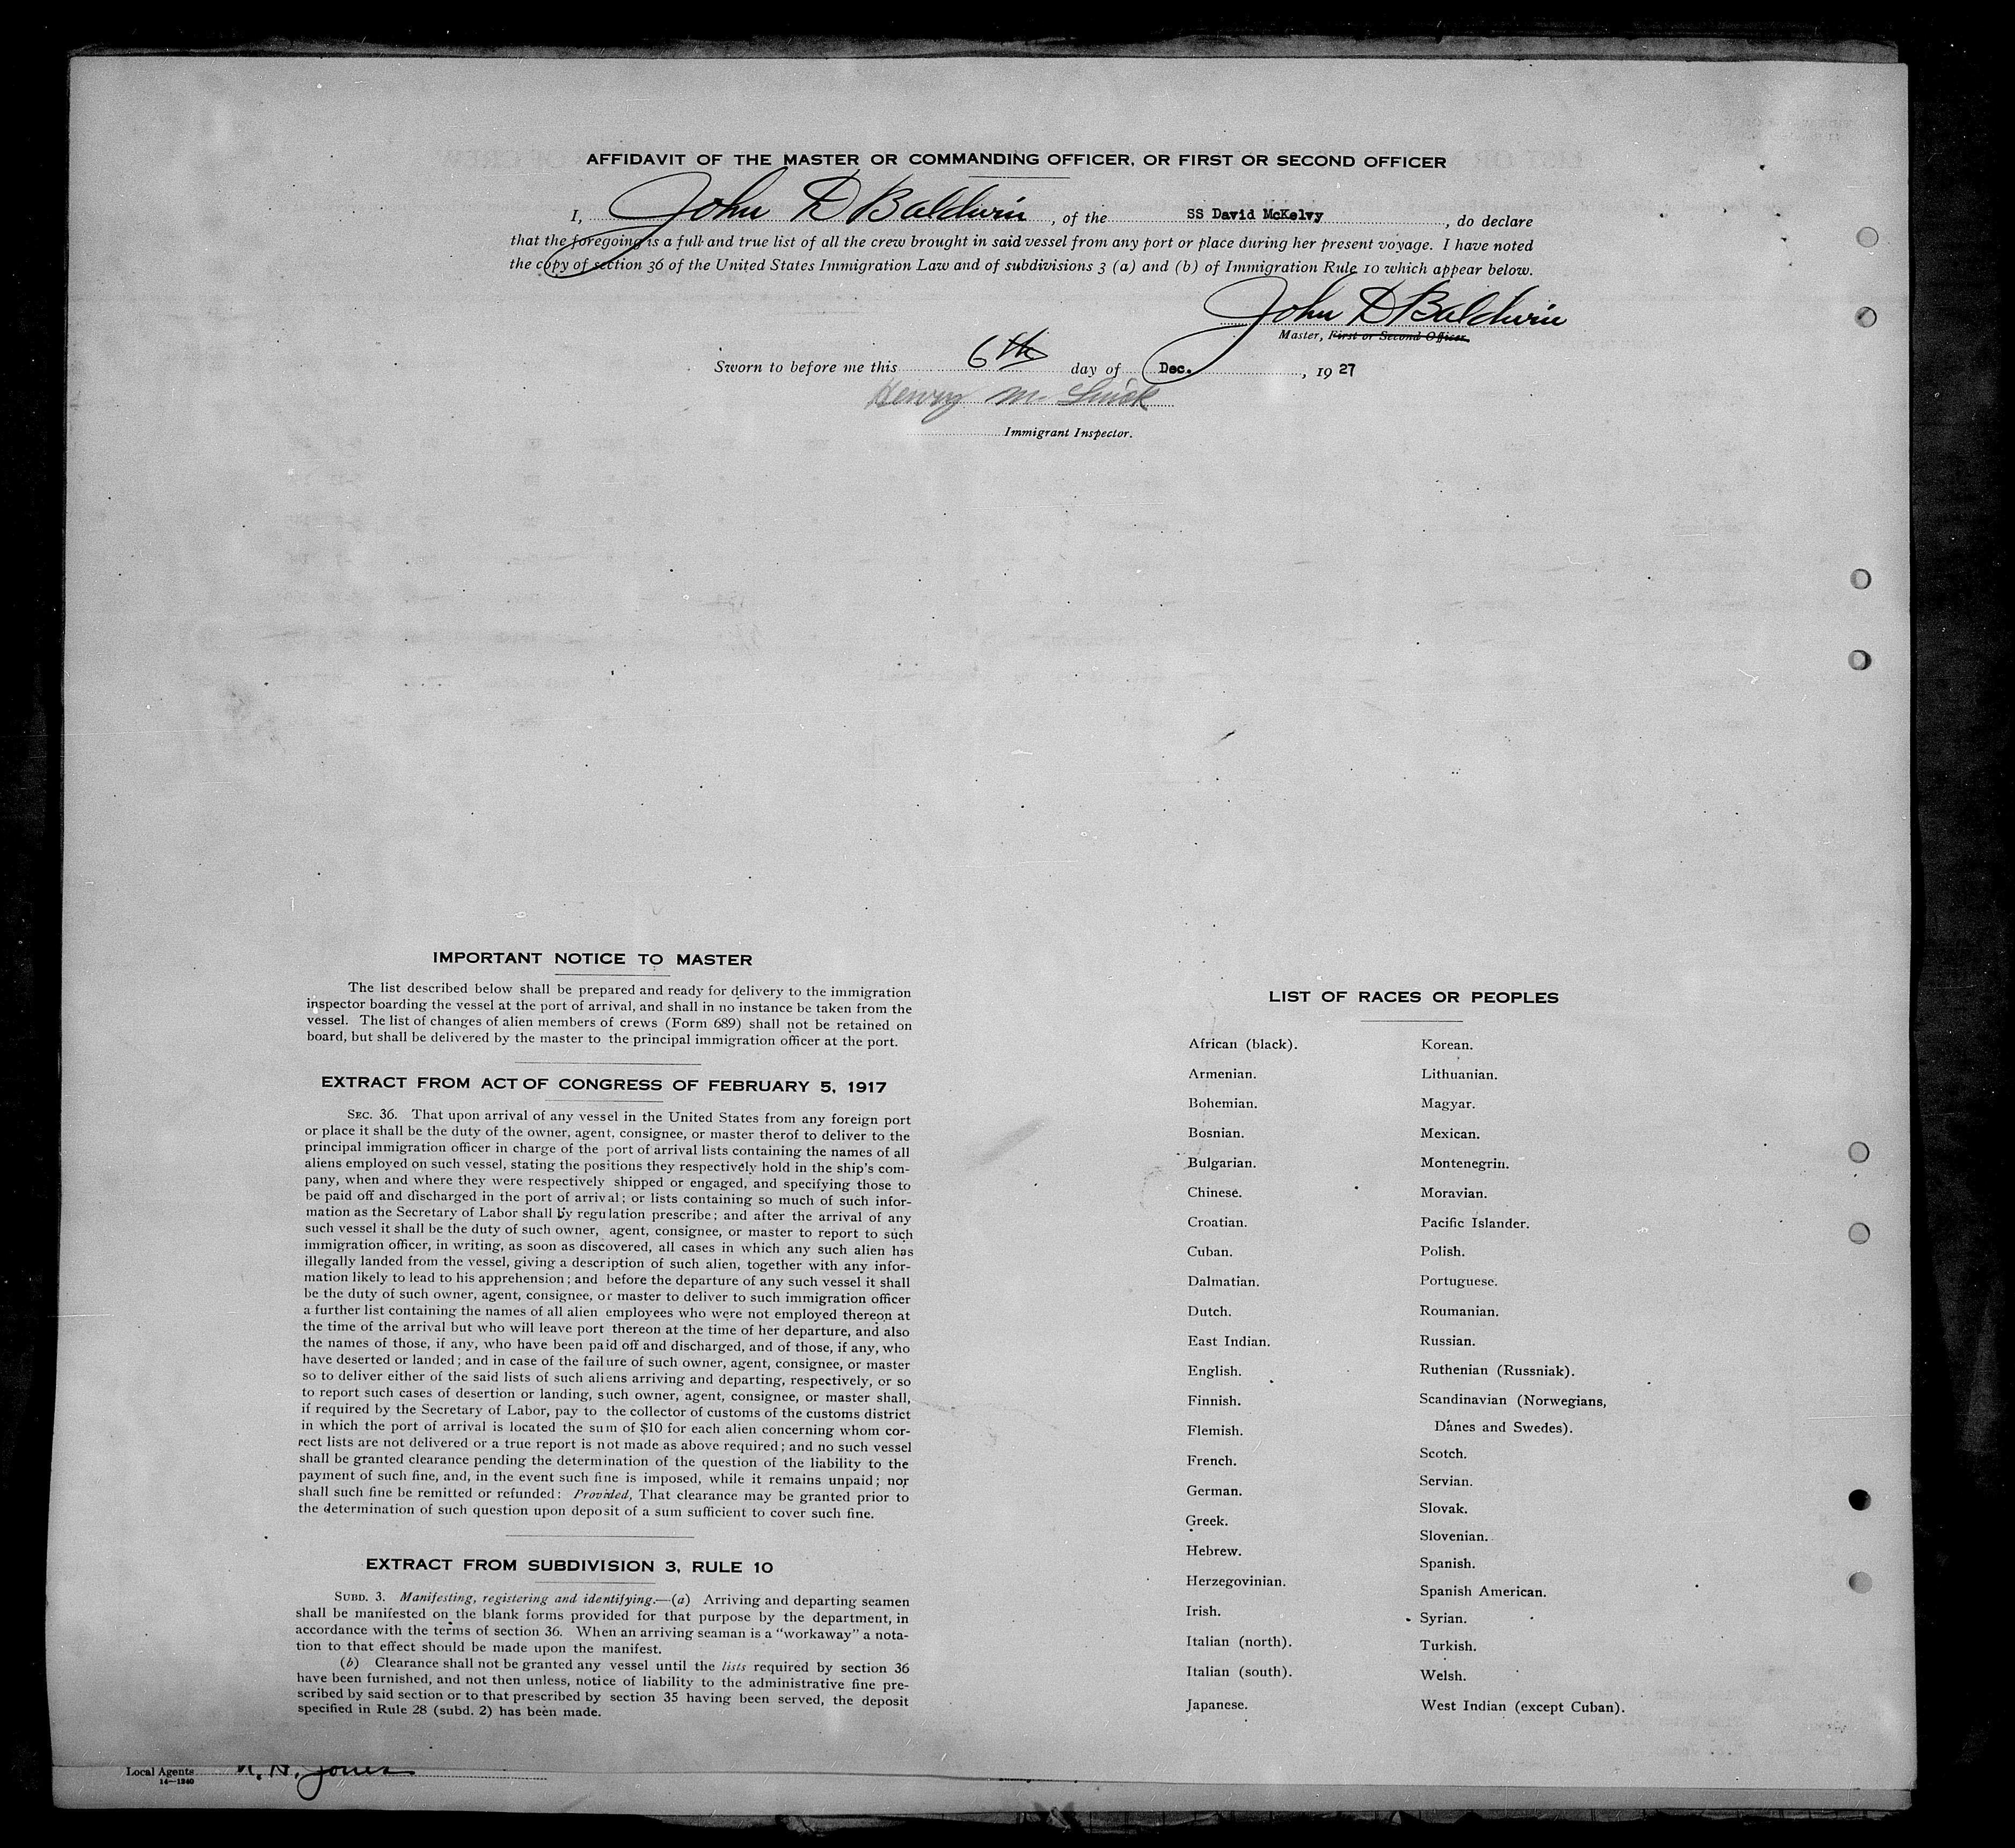 AFFIDAVIT OF THE MASTER OR COMMANDING OFFICER, OR FIRST OR SECOND OFFICER
I, John D Baldwin, of the SS David McKelvy, do declare
that the foregoing is a full and true list of all the crew brought in said vessel from any port or place during her present voyage. I have noted
the copy of section 36 of the United States Immigration Law and of subdivisions 3 (a) and (b) of Immigration Rule 10 which appear below.
John D Baldwin
Master, First or Second Officer.
Sworn to before me this 6th day of Dec., 1927
Henry M.
Immigrant Inspector.
IMPORTANT NOTICE TO MASTER
The list described below shall be prepared and ready for delivery to the immigration
inspector boarding the vessel at the port of arrival, and shall in no instance be taken from the
vessel. The list of changes of alien members of crews (Form 689) shall not be retained on
board, but shall be delivered by the master to the principal immigration officer at the port.
EXTRACT FROM ACT OF CONGRESS OF FEBRUARY 5, 1917
SEC. 36. That upon arrival of any vessel in the United States from any foreign port
or place it shall be the duty of the owner, agent, consignee, or master therof to deliver to the
principal immigration officer in charge of the port of arrival lists containing the names of all
aliens employed on such vessel, stating the positions they respectively hold in the ship's com-
pany, when and where they were respectively shipped or engaged, and specifying those to
be paid off and discharged in the port of arrival; or lists containing so much of such infor-
mation as the Secretary of Labor shall by regulation prescribe; and after the arrival of any
such vessel it shall be the duty of such owner, agent, consignee, or master to report to such
immigration officer, in writing, as soon as discovered, all cases in which any such alien has
illegally landed from the vessel, giving a description of such alien, together with any infor-
mation likely to lead to his apprehension; and before the departure of any such vessel it shall
be the duty of such owner, agent, consignee, or master to deliver to such immigration officer
a further list containing the names of all alien employees who were not employed thereon at
the time of the arrival but who will leave port thereon at the time of her departure, and also
the names of those, if any, who have been paid off and discharged, and of those, if any, who
have deserted or landed; and in case of the failure of such owner, agent, consignee, or master
so to deliver either of the said lists of such aliens arriving and departing, respectively, or so
to report such cases of desertion or landing, such owner, agent, consignee, or master shall,
if required by the Secretary of Labor, pay to the collector of customs of the customs district
in which the port of arrival is located the sum of $10 for each alien concerning whom cor-
rect lists are not delivered or a true report is not made as above required; and no such vessel
shall be granted clearance pending the determination of the question of the liability to the
payment of such fine, and, in the event such fine is imposed, while it remains unpaid; nor
shall such fine be remitted or refunded: Provided, That clearance may be granted prior to
the determination of such question upon deposit of a sum sufficient to cover such fine.
EXTRACT FROM SUBDIVISION 3, RULE 10
SUBD. 3. Manifesting, registering and identifying.—(a) Arriving and departing seamen
shall be manifested on the blank forms provided for that purpose by the department, in
accordance with the terms of section 36. When an arriving seaman is a "workaway" a nota-
tion to that effect should be made upon the manifest.
(b) Clearance shall not be granted any vessel until the lists required by section 36
have been furnished, and not then unless, notice of liability to the administrative fine pre-
scribed by said section or to that prescribed by section 35 having been served, the deposit
specified in Rule 28 (subd. 2) has been made.
LIST OF RACES OR PEOPLES
African (black).
Armenian.
Bohemian.
Bosnian.
Bulgarian.
Chinese.
Croatian.
Cuban.
Dalmatian.
Dutch.
East Indian.
English.
Finnish.
Flemish.
French.
German.
Greek.
Hebrew.
Herzegovinian.
Irish.
Italian (north).
Italian (south).
Japanese.
Korean.
Lithuanian.
Magyar.
Mexican.
Montenegrin.
Moravian.
Pacific Islander.
Polish.
Portuguese.
Roumanian.
Russian.
Ruthenian (Russniak).
Scandinavian (Norwegians,
Danes and Swedes).
Scotch.
Servian.
Slovak.
Slovenian.
Spanish.
Spanish American.
Syrian.
Turkish.
Welsh.
West Indian (except Cuban).
Local Agents Jones
14—1240